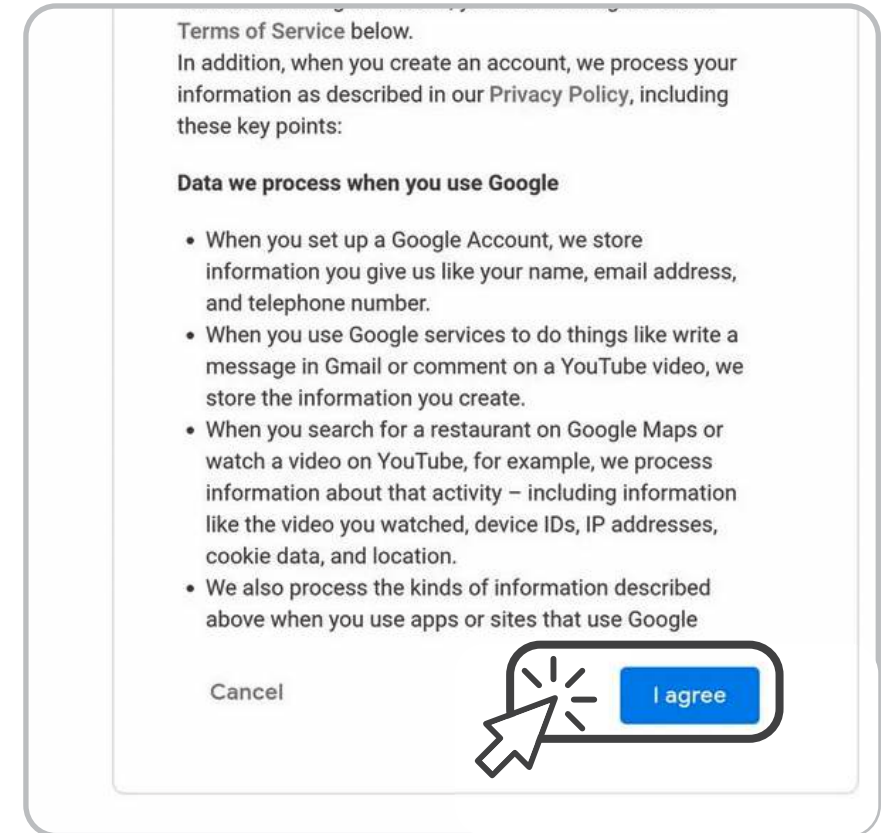 Terms of Service below.
In addition, when you create an account, we process your
information as described in our Privacy Policy, including
these key points:
Data we process when you use Google
• When you set up a Google Account, we store
information you give us like your name, email address,
and telephone number.
• When you use Google services to do things like write a
message in Gmail or comment on a YouTube video, we
store the information you create.
• When you search for a restaurant on Google Maps or
watch a video on YouTube, for example, we process
information about that activity – including information
like the video you watched, device IDs, IP addresses,
cookie data, and location.
• We also process the kinds of information described
above when you use apps or sites that use Google
Cancel
I agree